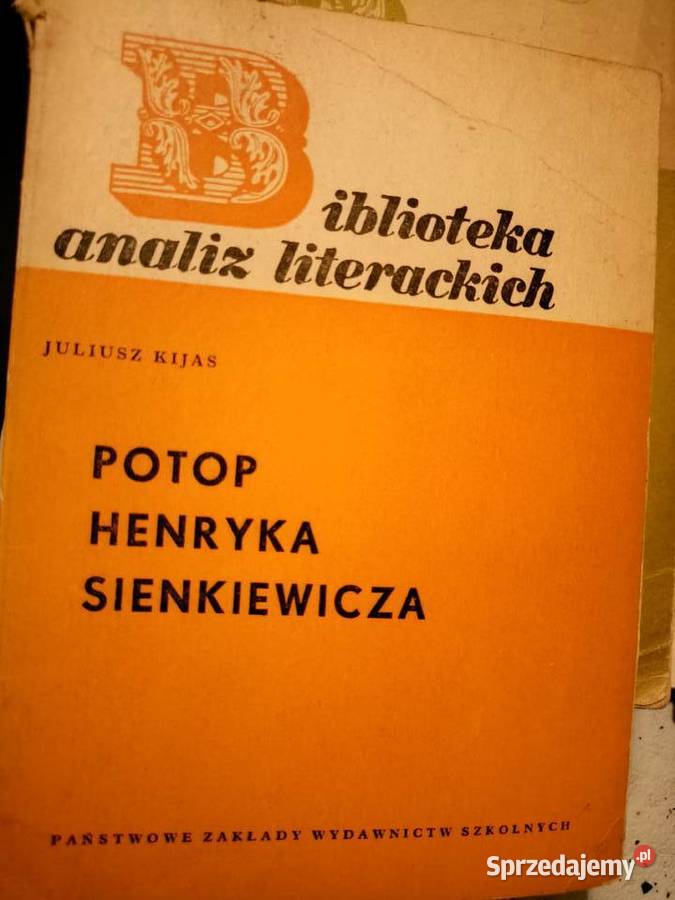 Biblioteka
analiz literackich
JULIUSZ KIJAS
POTOP
HENRYKA
SIENKIEWICZA
PAŃSTWOWE ZAKŁADY WYDAWNICTW SZKOLNYCH
Sprzedajemy.pl